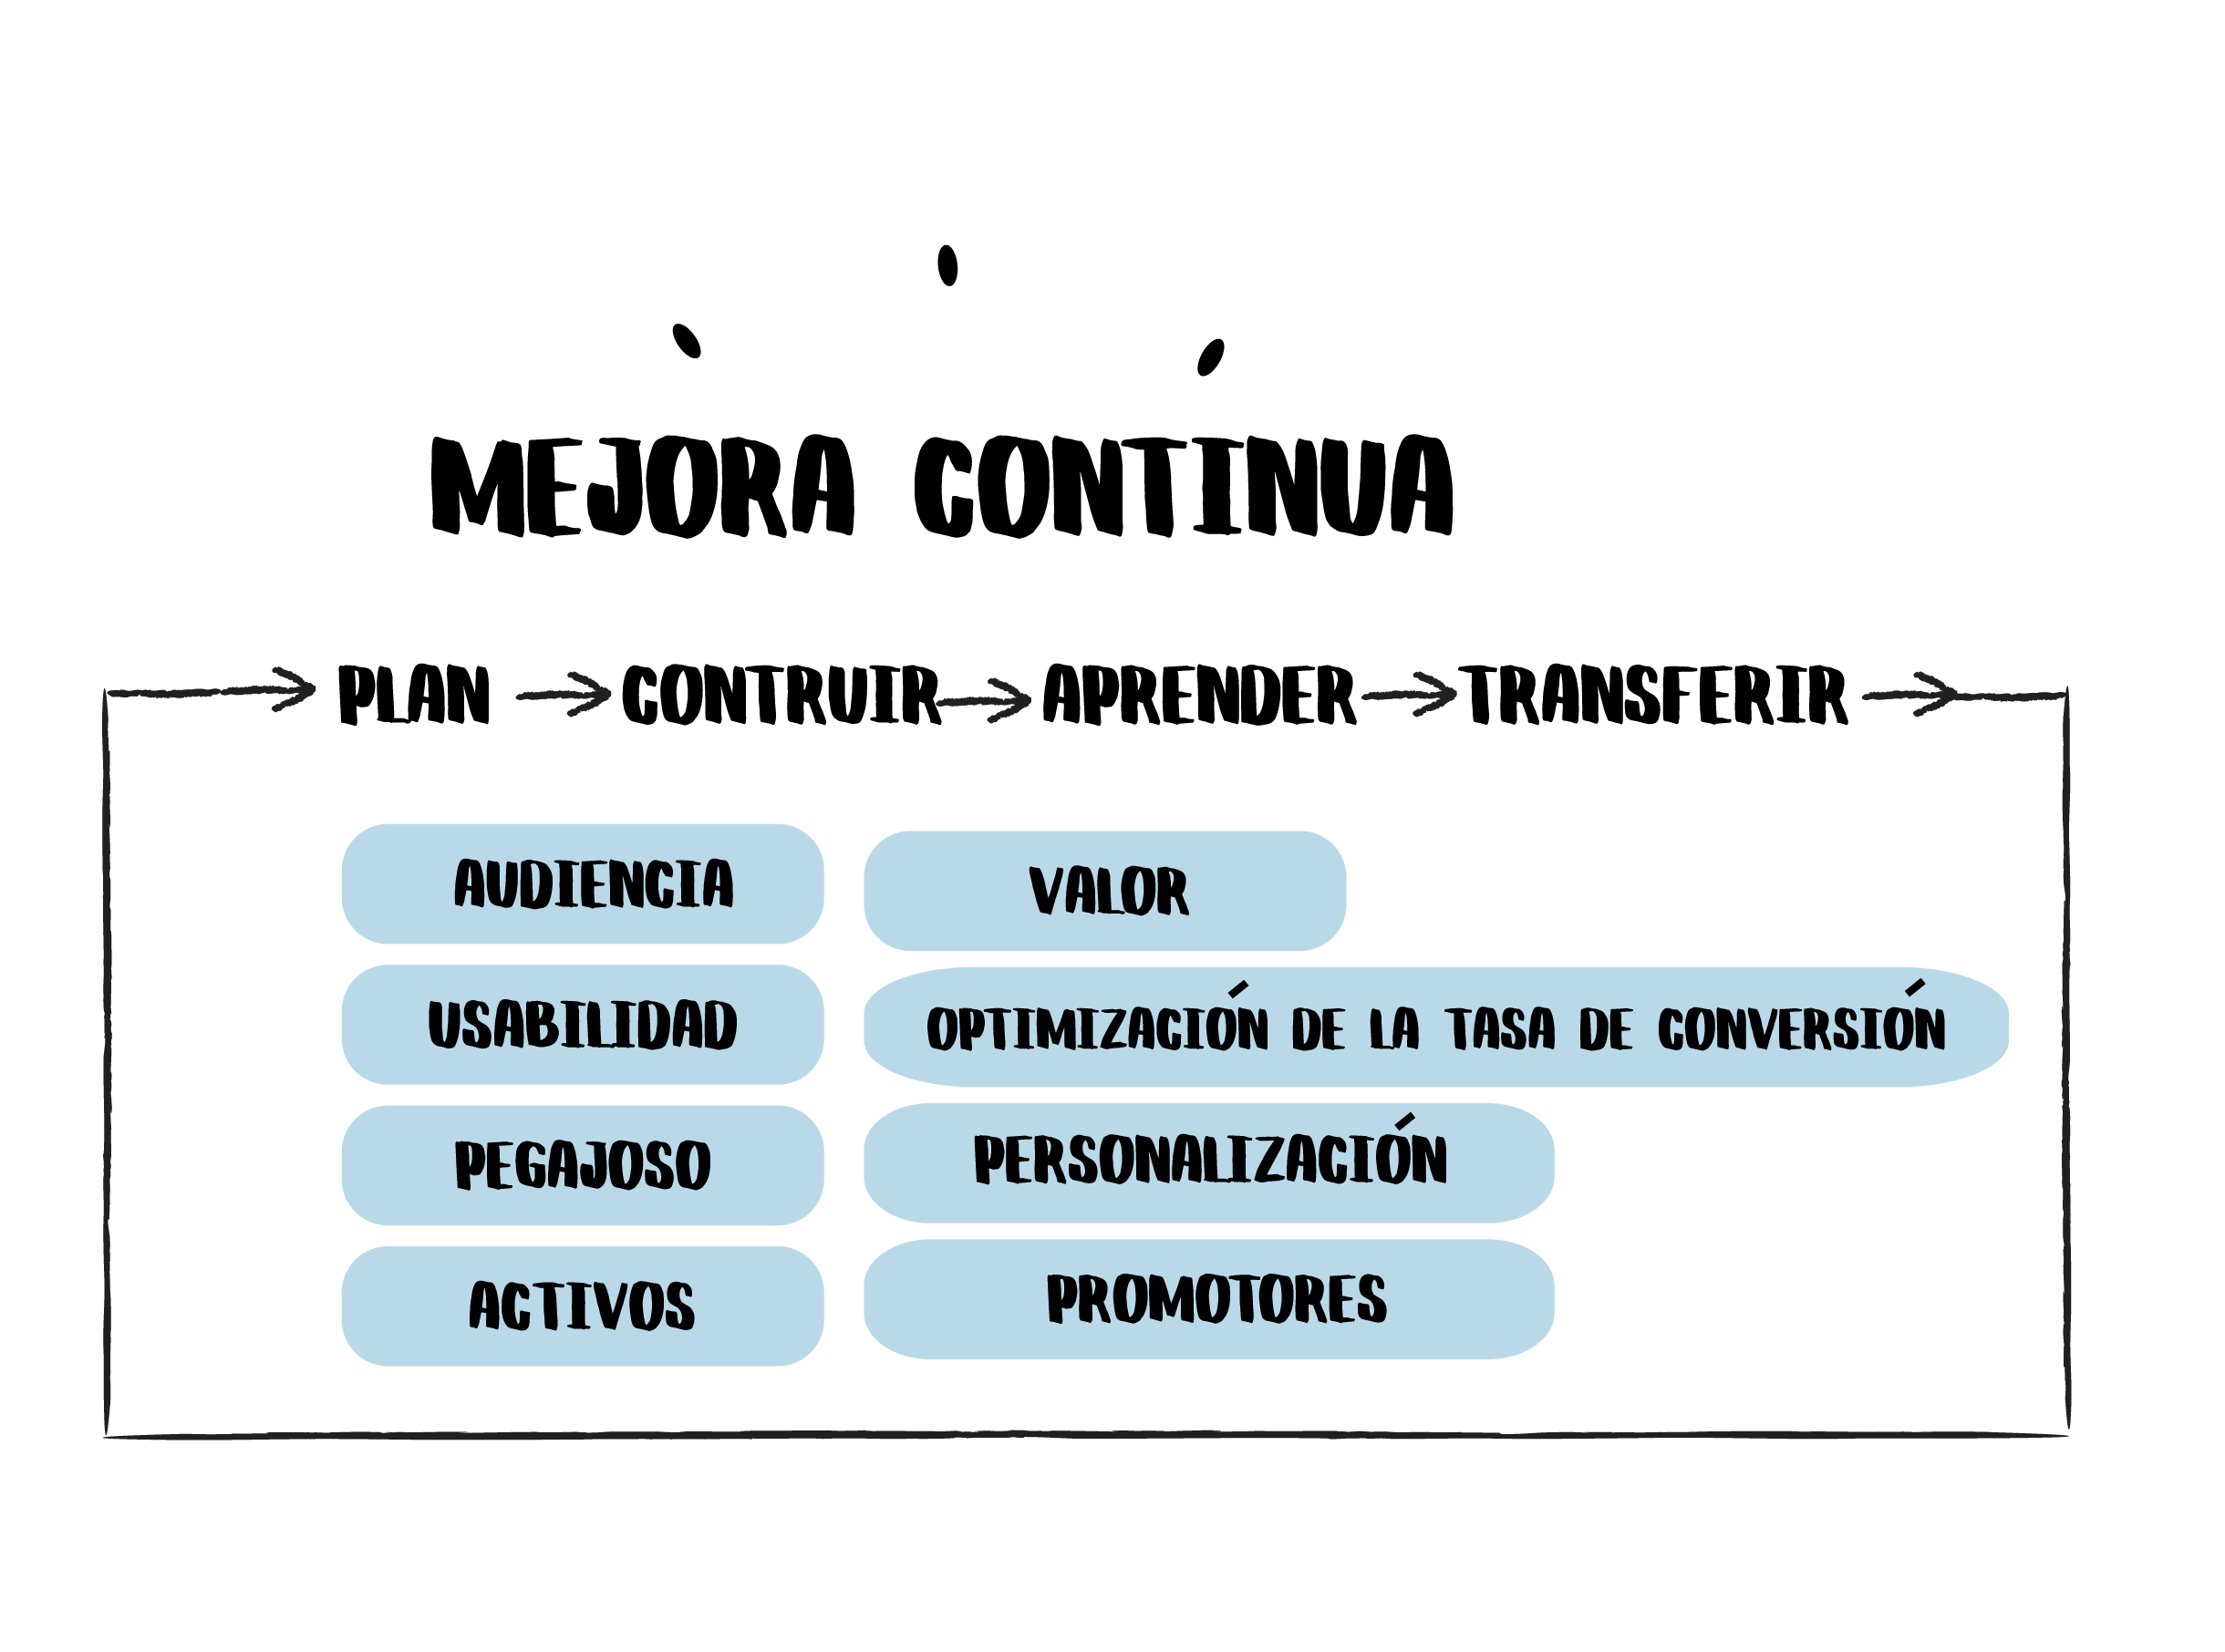 MEJORA CONTINUA
PLAN CONTRUIR APRENDER TRANSFERIR
AUDIENCIA VALOR
USABILIDAD OPTIMIZACIÓN DE LA TASA DE CONVERSIÓN
PEGAJOSO PERSONALIZACIÓN
ACTIVOS PROMOTORES